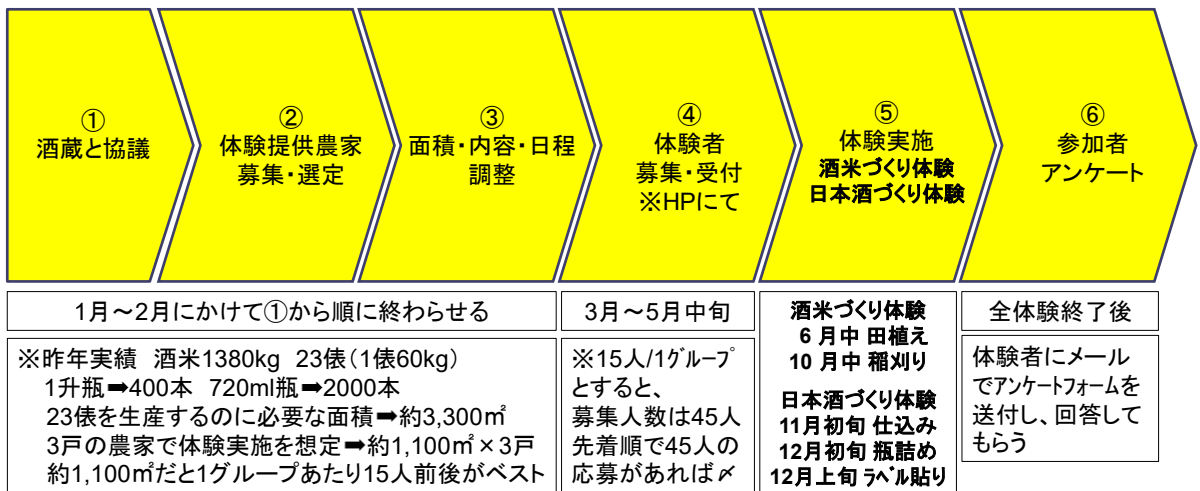 ①
酒蔵と協議
②
体験提供農家
募集・選定
③
面積・内容・日程
調整
④
体験者
募集・受付
※HPにて
⑤
体験実施
酒米づくり体験
日本酒づくり体験
⑥
参加者
アンケート
1月～2月にかけて①から順に終わらせる
※昨年実績 酒米1380kg 23俵(1俵60kg)
1升瓶➡400本 720ml瓶➡2000本
23俵を生産するのに必要な面積➡約3,300㎡
3戸の農家で体験実施を想定➡約1,100㎡×3戸
約1,100㎡だと1グループあたり15人前後がベスト
3月～5月中旬
※15人/1ｸﾞﾙｰﾌﾟ
とすると、
募集人数は45人
先着順で45人の
応募があれば〆
酒米づくり体験
6 月中 田植え
10 月中 稲刈り
日本酒づくり体験
11月初旬 仕込み
12月初旬 瓶詰め
12月上旬 ﾗﾍﾞﾙ貼り
全体験終了後
体験者にメール
でｱﾝｹｰﾄﾌｫｰﾑを
送付し、回答して
もらう